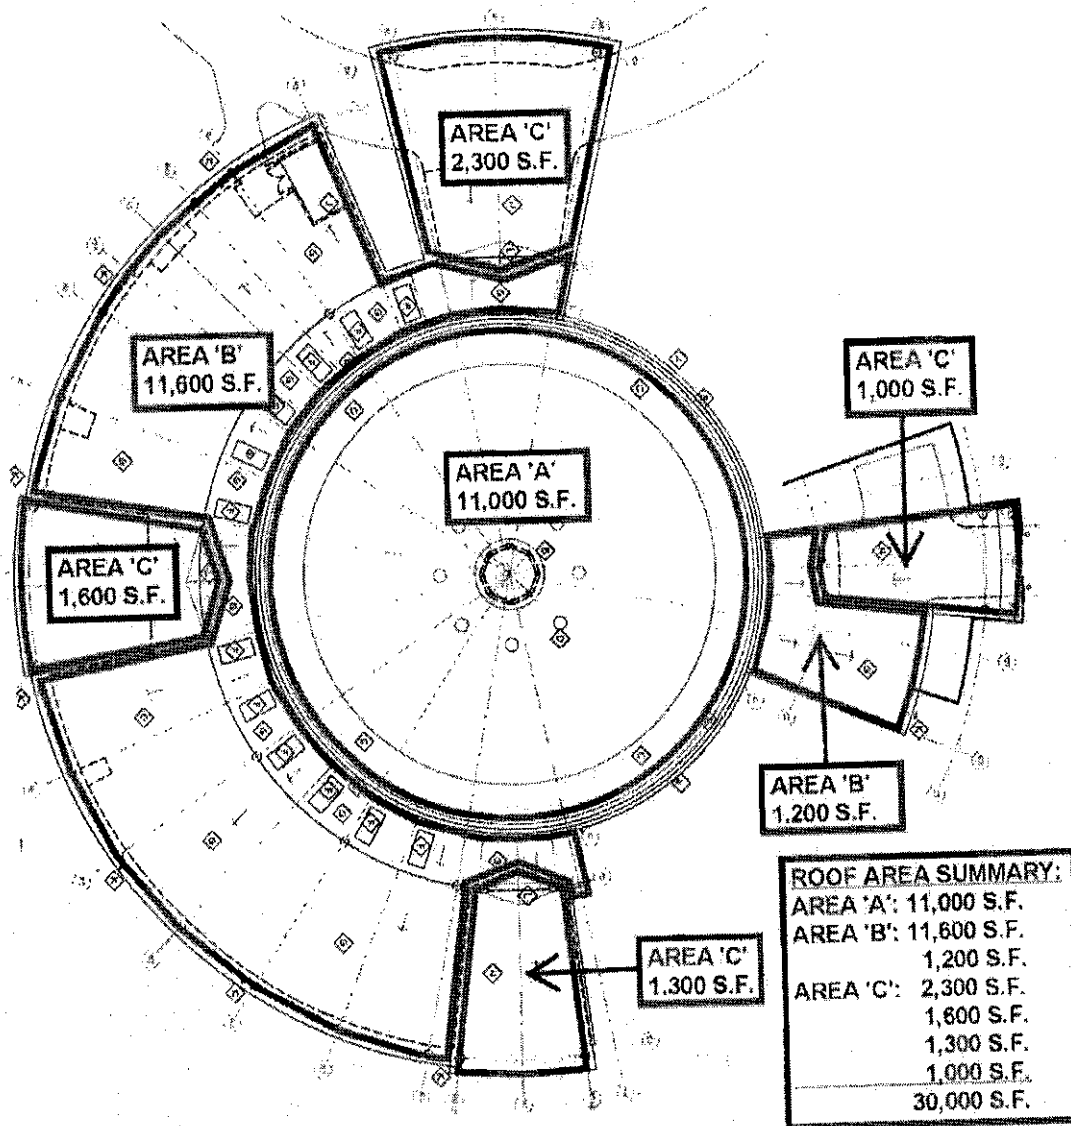 AREA 'C'
2,300 S.F.
AREA 'B'
11,600 S.F.
AREA 'C'
1,000 S.F.
AREA 'A'
11,000 S.F.
AREA 'C'
1,600 S.F.
AREA 'B'
1.200 S.F.
AREA 'C'
1.300 S.F.
ROOF AREA SUMMARY:
AREA 'A': 11,000 S.F.
AREA 'B': 11,600 S.F.
1,200 S.F.
AREA 'C': 2,300 S.F.
1,600 S.F.
1,300 S.F.
1,000 S.F.
30,000 S.F.